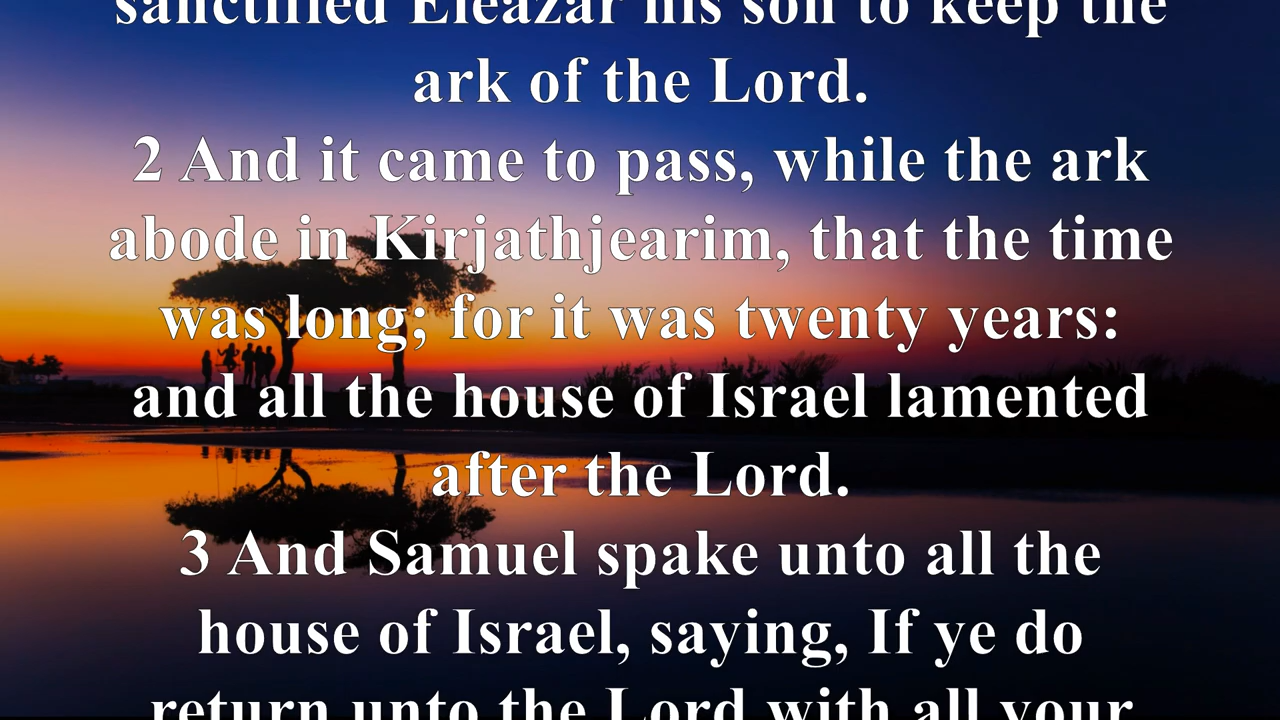 sanctified Eleazar his son to keep the
ark of the Lord.
2 And it came to pass, while the ark
abode in Kirjathjearim, that the time
was long; for it was twenty years:
and all the house of Israel lamented
after the Lord.
3 And Samuel spake unto all the
house of Israel, saying, If ye do
return unto the Lord with all your